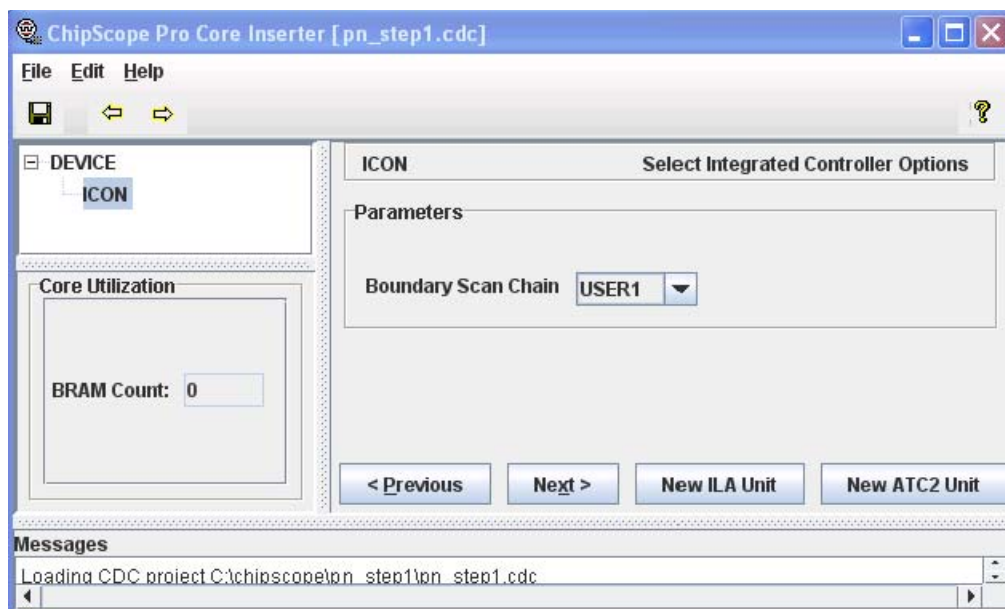 ChipScope Pro Core Inserter [pn_step1.cdc]
File Edit Help
DEVICE
ICON
Core Utilization
BRAM Count: 0
ICON Select Integrated Controller Options
Parameters
Boundary Scan Chain USER1
< Previous Next > New ILA Unit New ATC2 Unit
Messages
Loading CDC project C:\chipscope\pn_step1\pn_step1.cdc